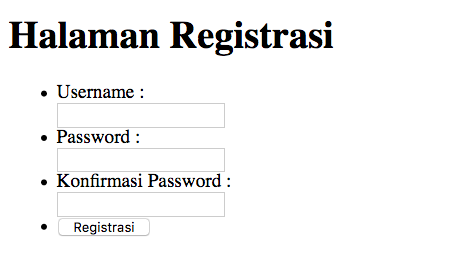 Halaman Registrasi
Username :
Password :
Konfirmasi Password :
Registrasi